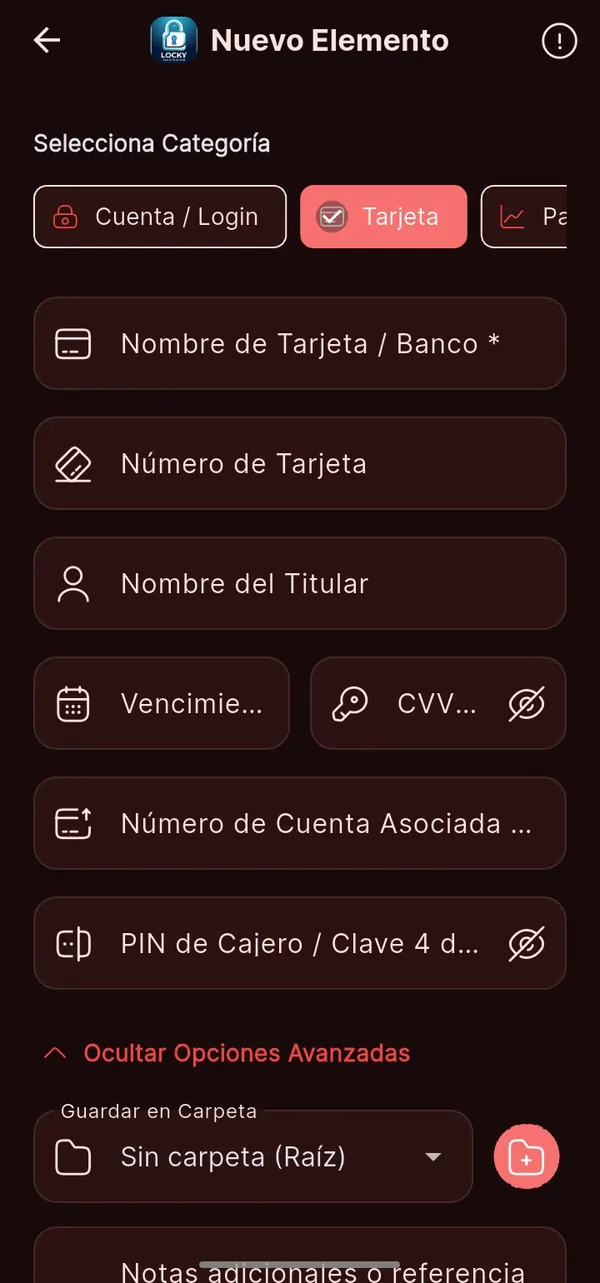 LOCKY
Nuevo Elemento
Selecciona Categoría
Cuenta / Login
Tarjeta
Pa
Nombre de Tarjeta / Banco *
Número de Tarjeta
Nombre del Titular
Vencimie...
CVV...
Número de Cuenta Asociada ...
PIN de Cajero / Clave 4 d...
Ocultar Opciones Avanzadas
Guardar en Carpeta
Sin carpeta (Raíz)
Notas adicionales o referencia